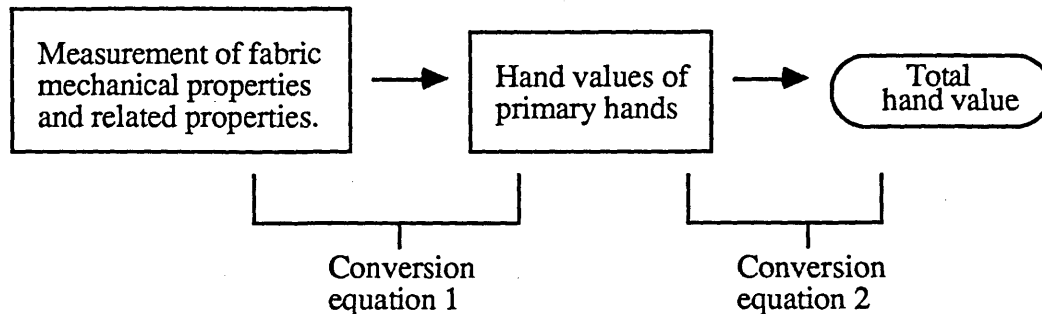 Measurement of fabric
mechanical properties
and related properties.
Hand values of
primary hands
Total
hand value
Conversion
equation 1
Conversion
equation 2